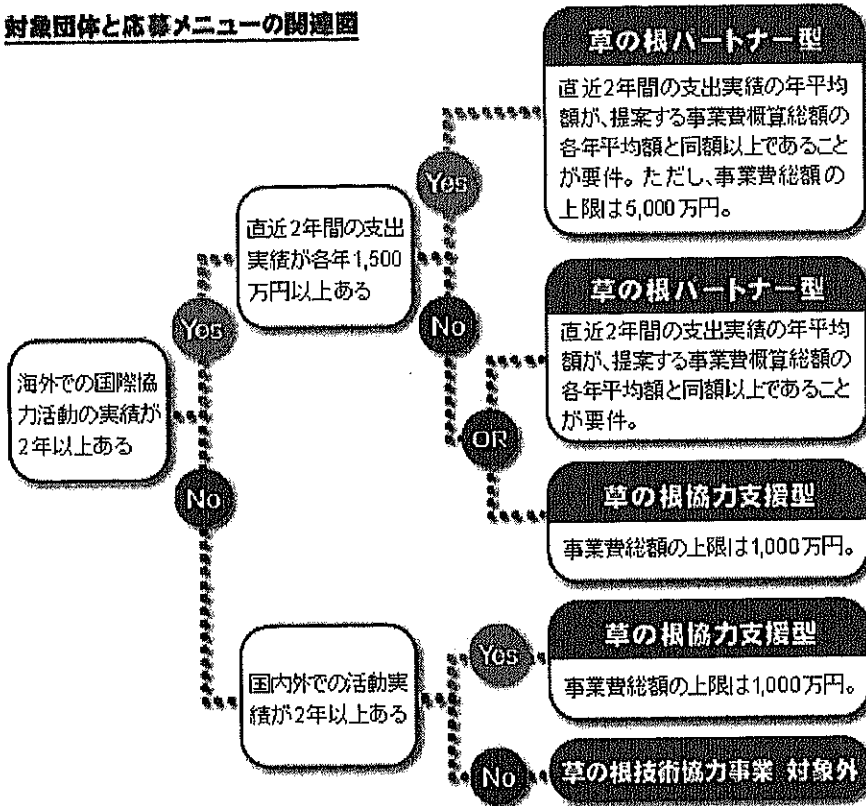 対象団体と応募メニューの関連図
草の根パートナー型
直近2年間の支出実績の年平均
額が、提案する事業費概算総額の
各年平均額と同額以上であること
が要件。ただし、事業費総額の
上限は5,000万円。
Yes
直近2年間の支出
実績が各年1,500
万円以上ある
No
草の根パートナー型
直近2年間の支出実績の年平均
額が、提案する事業費概算総額の
各年平均額と同額以上であること
が要件。
Yes
海外での国際協
力活動の実績が
2年以上ある
OR
No
草の根協力支援型
事業費総額の上限は1,000万円。
草の根協力支援型
事業費総額の上限は1,000万円。
Yes
国内外での活動実
績が2年以上ある
No
草の根技術協力事業 対象外